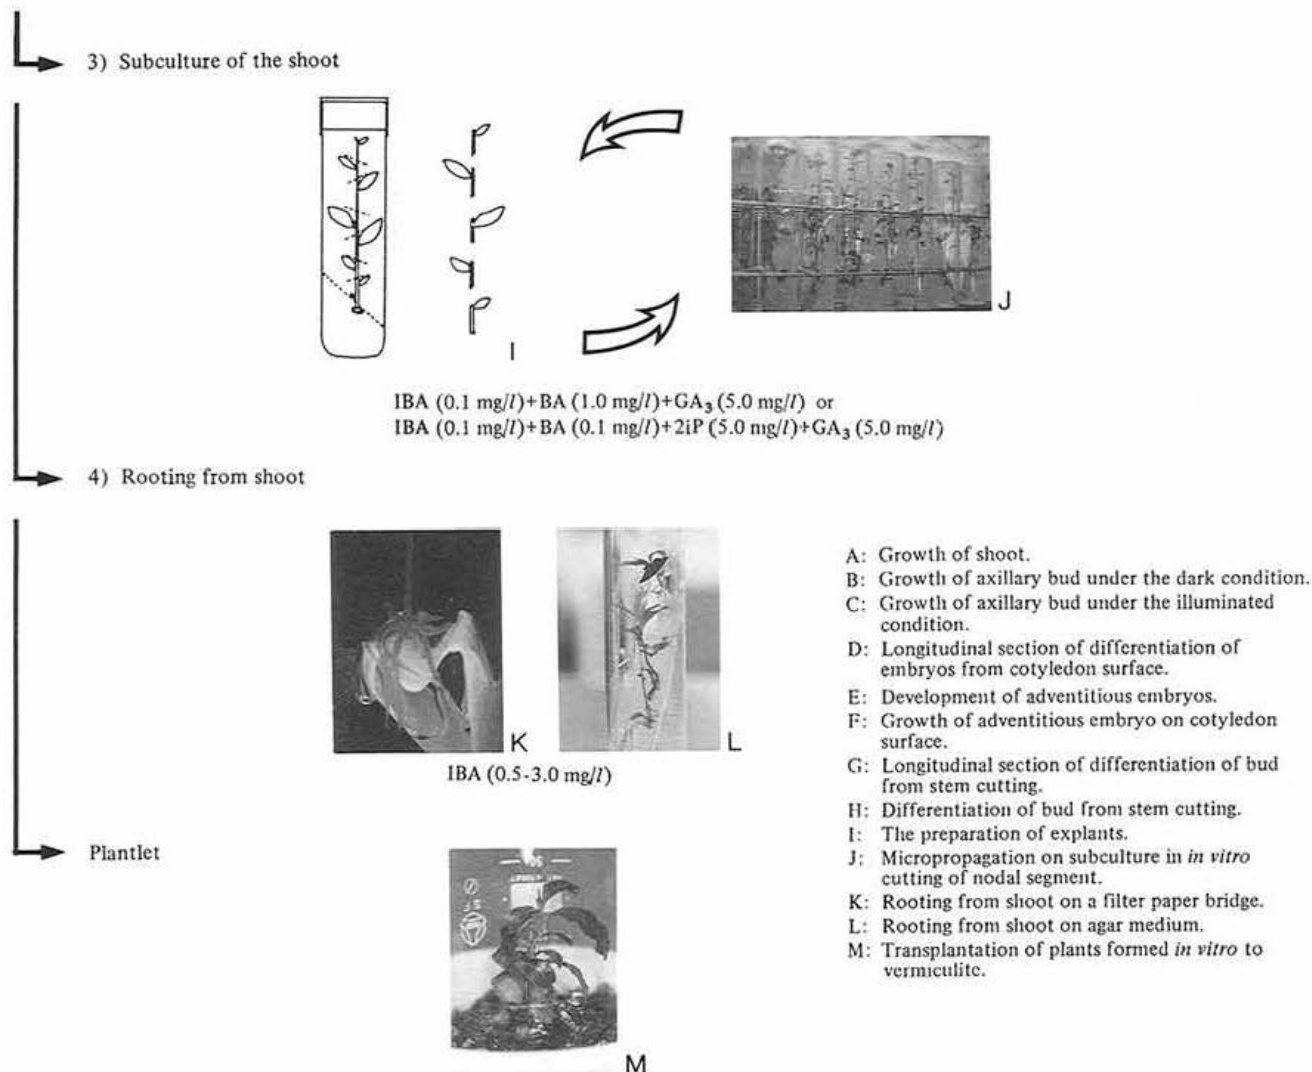 3) Subculture of the shoot
I
J
IBA (0.1 mg/l)+BA (1.0 mg/l)+GA₃ (5.0 mg/l) or
IBA (0.1 mg/l)+BA (0.1 mg/l)+2iP (5.0 mg/l)+GA₃ (5.0 mg/l)
4) Rooting from shoot
K
L
IBA (0.5-3.0 mg/l)
A: Growth of shoot.
B: Growth of axillary bud under the dark condition.
C: Growth of axillary bud under the illuminated
condition.
D: Longitudinal section of differentiation of
embryos from cotyledon surface.
E: Development of adventitious embryos.
F: Growth of adventitious embryo on cotyledon
surface.
G: Longitudinal section of differentiation of bud
from stem cutting.
H: Differentiation of bud from stem cutting.
I: The preparation of explants.
J: Micropropagation on subculture in in vitro
cutting of nodal segment.
K: Rooting from shoot on a filter paper bridge.
L: Rooting from shoot on agar medium.
M: Transplantation of plants formed in vitro to
vermiculite.
Plantlet
M